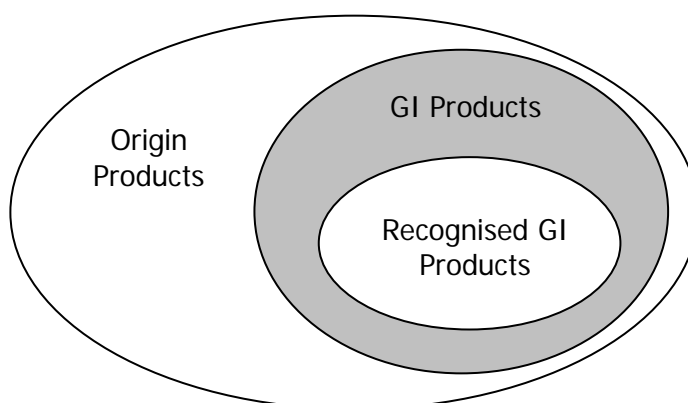 GI Products
Origin
Products
Recognised GI
Products